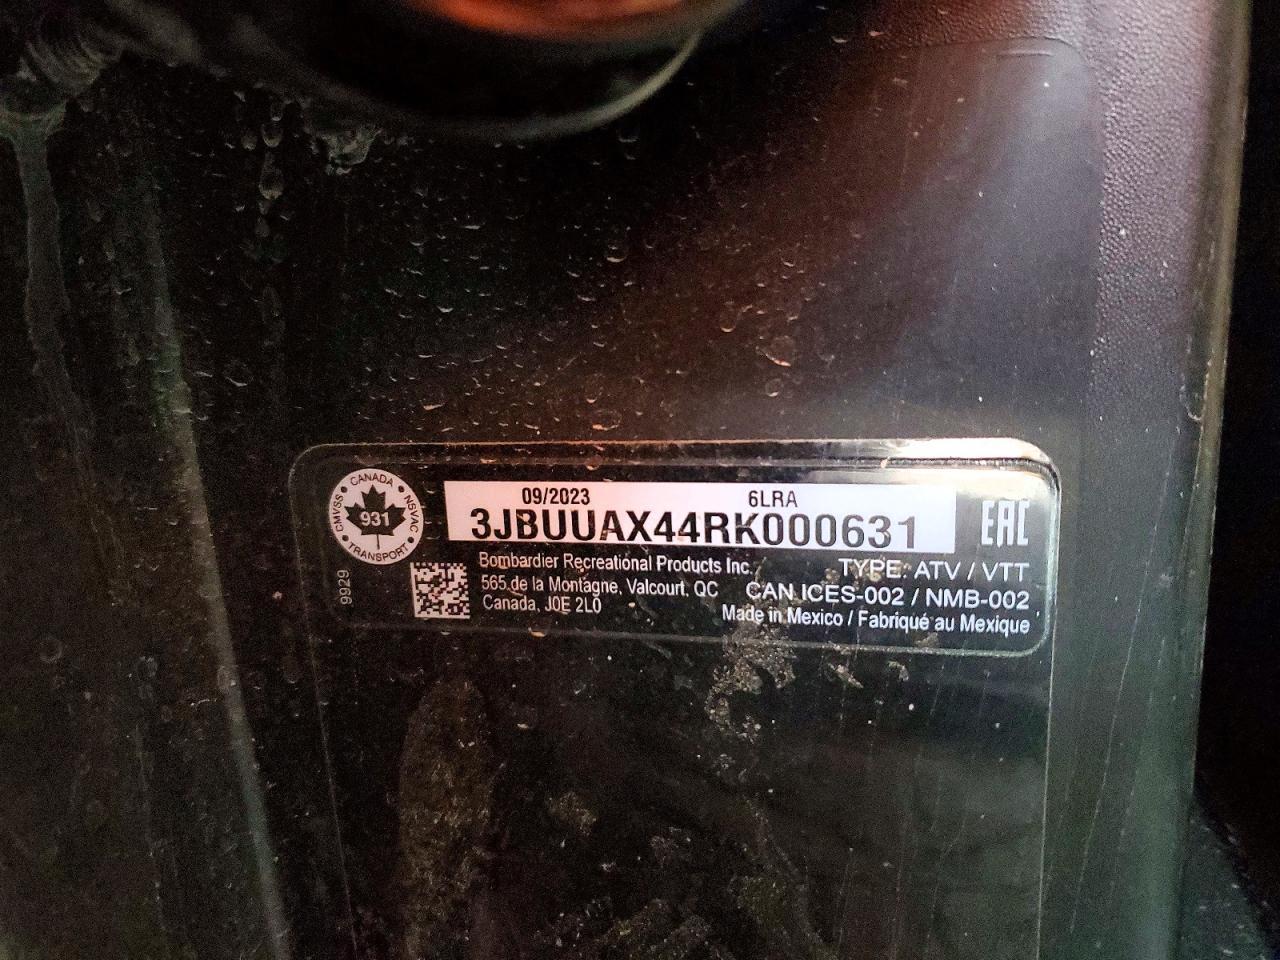 CANADA
CMVSS
NSVAC
931
TRANSPORT
9929
09/2023 6LRA
3JBUUAX44RK000631
EAC
Bombardier Recreational Products Inc. TYPE: ATV / VTT
565 de la Montagne, Valcourt, QC CAN ICES-002 / NMB-002
Canada, J0E 2L0 Made in Mexico / Fabriqué au Mexique